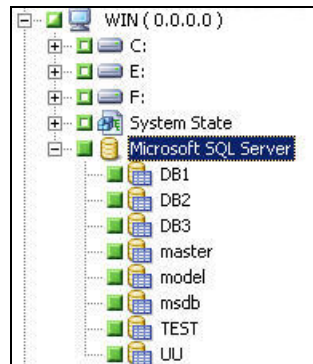 WIN ( 0.0.0.0 )
C:
E:
F:
System State
Microsoft SQL Server
DB1
DB2
DB3
master
model
msdb
TEST
UU